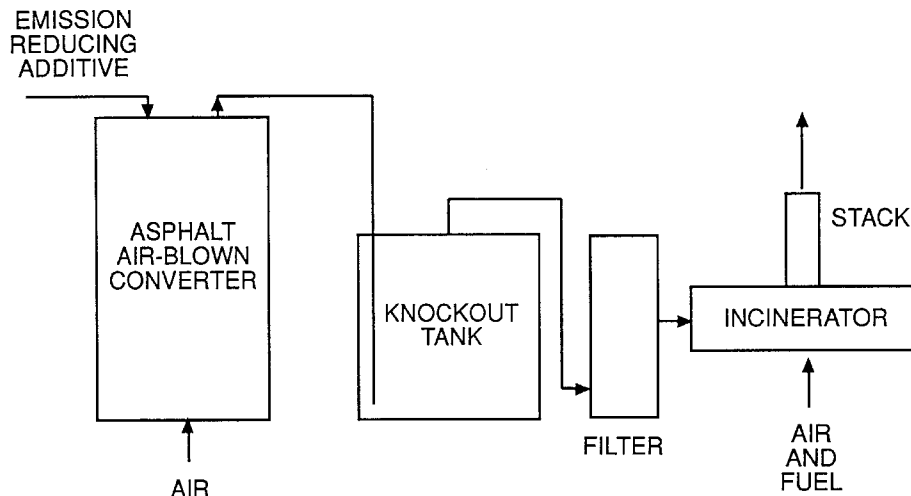 EMISSION
REDUCING
ADDITIVE
ASPHALT
AIR-BLOWN
CONVERTER
AIR
KNOCKOUT
TANK
FILTER
STACK
INCINERATOR
AIR
AND
FUEL